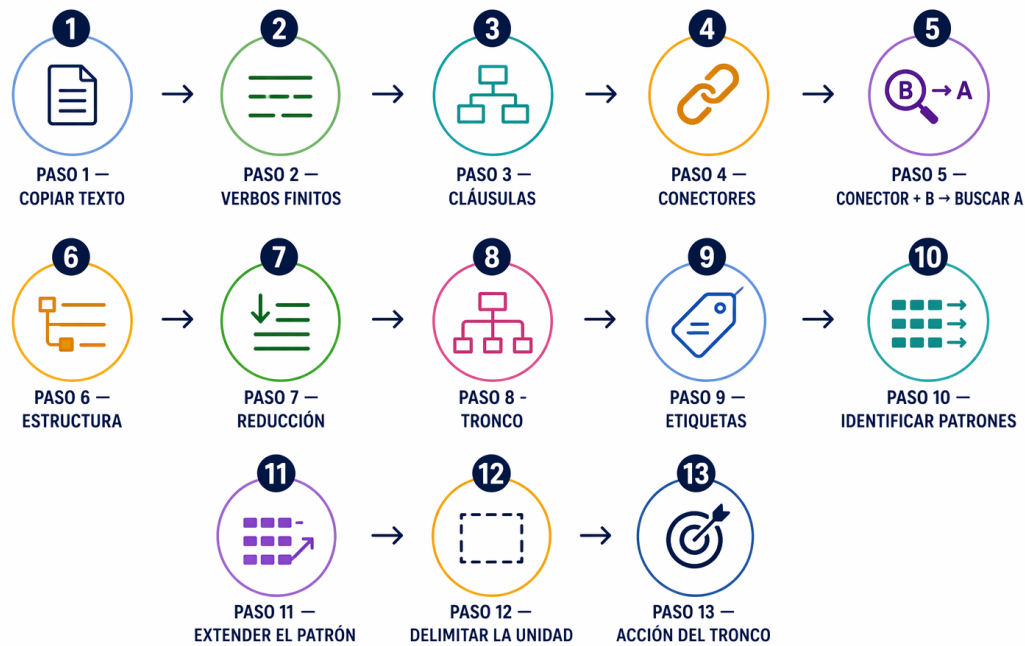 1
PASO 1 —
COPIAR TEXTO
2
PASO 2 —
VERBOS FINITOS
3
PASO 3 —
CLÁUSULAS
4
PASO 4 —
CONECTORES
5
B → A
PASO 5 —
CONECTOR + B → BUSCAR A
6
PASO 6 —
ESTRUCTURA
7
PASO 7 —
REDUCCIÓN
8
PASO 8 -
TRONCO
9
PASO 9 —
ETIQUETAS
10
PASO 10 —
IDENTIFICAR PATRONES
11
PASO 11 —
EXTENDER EL PATRÓN
12
PASO 12 —
DELIMITAR LA UNIDAD
13
PASO 13 —
ACCIÓN DEL TRONCO